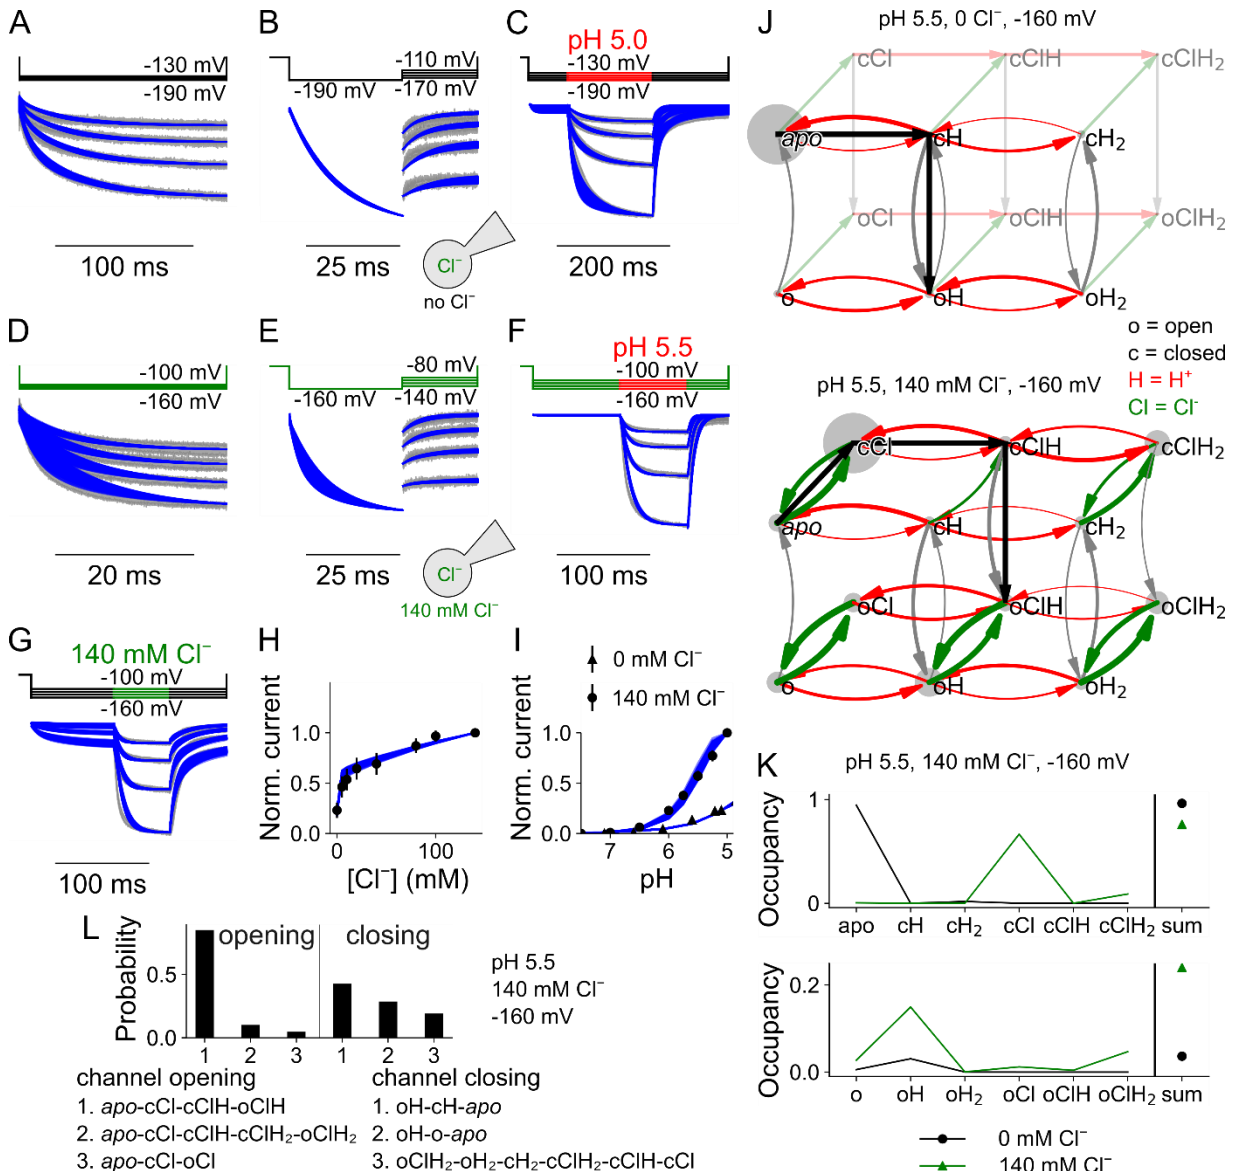 A
-130 mV
-190 mV
100 ms
B
-110 mV
-190 mV
-170 mV
25 ms
Cl⁻
no Cl⁻
C
pH 5.0
-130 mV
-190 mV
200 ms
D
-100 mV
-160 mV
20 ms
E
-80 mV
-160 mV
-140 mV
25 ms
Cl⁻
140 mM Cl⁻
F
pH 5.5
-100 mV
-160 mV
100 ms
G
140 mM Cl⁻
-100 mV
-160 mV
100 ms
H
Norm. current
1.0
0.5
0.0
0
100
[Cl⁻] (mM)
I
0 mM Cl⁻
140 mM Cl⁻
Norm. current
1.0
0.5
0.0
7
6
5
pH
J
pH 5.5, 0 Cl⁻, -160 mV
cCl
cClH
cClH₂
apo
cH
cH₂
oCl
oClH
oClH₂
o
oH
oH₂
o = open
c = closed
H = H⁺
Cl = Cl⁻
pH 5.5, 140 mM Cl⁻, -160 mV
cCl
cClH
cClH₂
apo
cH
cH₂
oCl
oClH
oClH₂
o
oH
oH₂
K
pH 5.5, 140 mM Cl⁻, -160 mV
Occupancy
1
0
apo
cH
cH₂
cCl
cClH
cClH₂
sum
Occupancy
0.2
0.0
o
oH
oH₂
oCl
oClH
oClH₂
sum
0 mM Cl⁻
140 mM Cl⁻
L
opening
closing
Probability
0.5
0.0
1
2
3
1
2
3
pH 5.5
140 mM Cl⁻
-160 mV
channel opening
1. apo-cCl-cClH-oClH
2. apo-cCl-cClH-cClH₂-oClH₂
3. apo-cCl-oCl
channel closing
1. oH-cH-apo
2. oH-o-apo
3. oClH₂-oH₂-cH₂-cClH₂-cClH-cCl